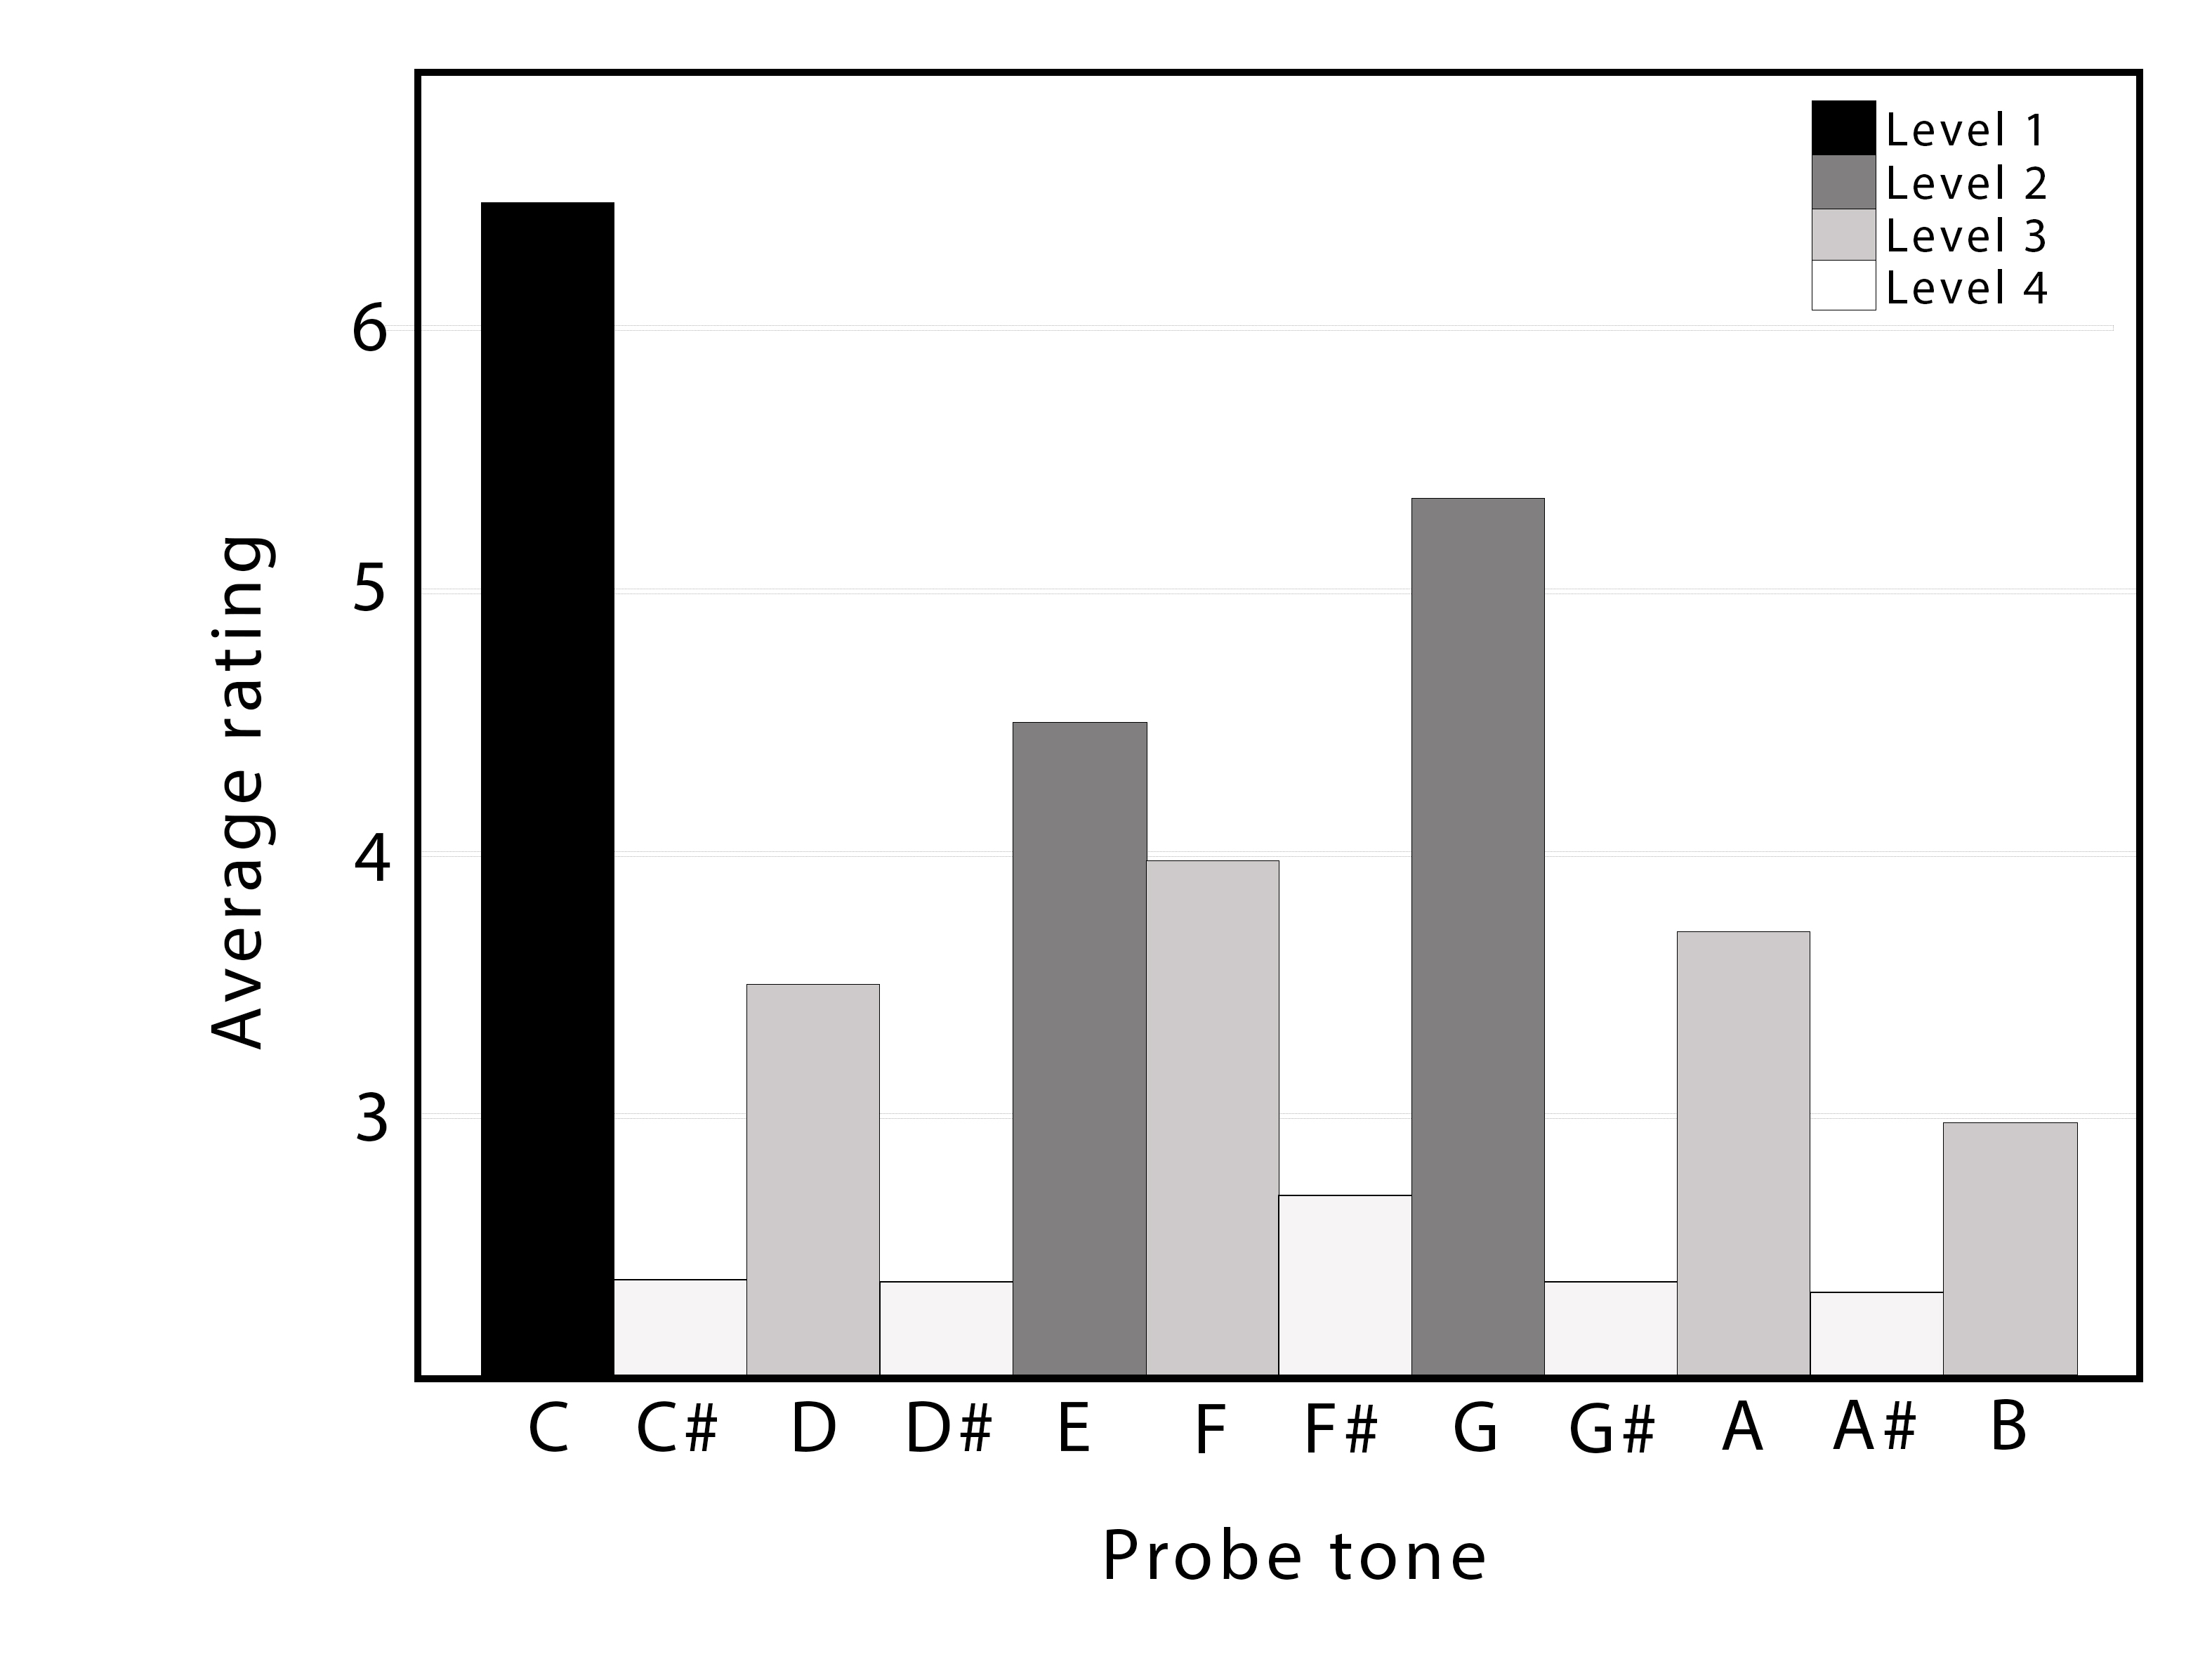 Level 1
Level 2
Level 3
Level 4
6
5
4
3
Average rating
C C# D D# E F F# G G# A A# B
Probe tone